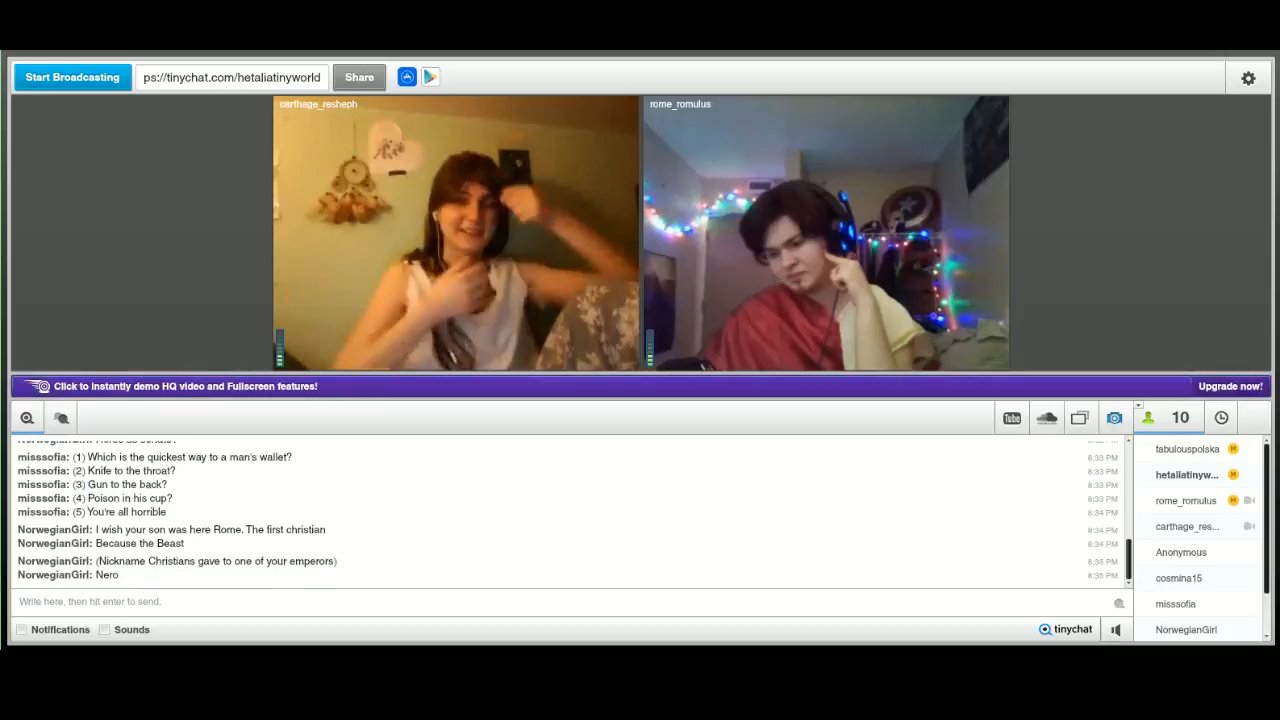 Start Broadcasting
ps://tinychat.com/hetaliatinyworld
Share
carthage_resheph
rome_romulus
Click to instantly demo HQ video and Fullscreen features!
Upgrade now!
You Tube
10
NorwegianGirl:
misssofia: (1) Which is the quickest way to a man's wallet? 8:33 PM
misssofia: (2) Knife to the throat? 8:33 PM
misssofia: (3) Gun to the back? 8:33 PM
misssofia: (4) Poison in his cup? 8:33 PM
misssofia: (5) You're all horrible 8:34 PM
NorwegianGirl: I wish your son was here Rome. The first christian 8:34 PM
NorwegianGirl: Because the Beast 8:34 PM
NorwegianGirl: (Nickname Christians gave to one of your emperors) 8:35 PM
NorwegianGirl: Nero 8:35 PM
fabulouspolska M
hetaliatinyw... M
rome_romulus M
carthage_res...
Anonymous
cosmina15
misssofia
NorwegianGirl
Write here, then hit enter to send.
Notifications
Sounds
tinychat